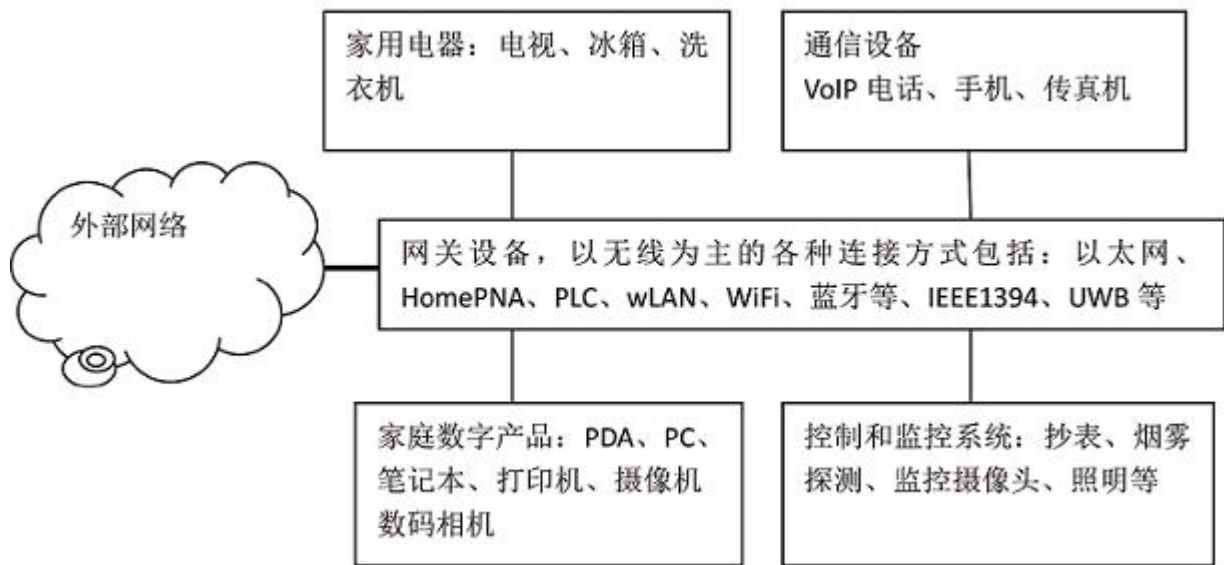 家用电器：电视、冰箱、洗
衣机
通信设备
VoIP 电话、手机、传真机
外部网络
网关设备，以无线为主的各种连接方式包括：以太网、
HomePNA、PLC、wLAN、WiFi、蓝牙等、IEEE1394、UWB 等
家庭数字产品：PDA、PC、
笔记本、打印机、摄像机
数码相机
控制和监控系统：抄表、烟雾
探测、监控摄像头、照明等